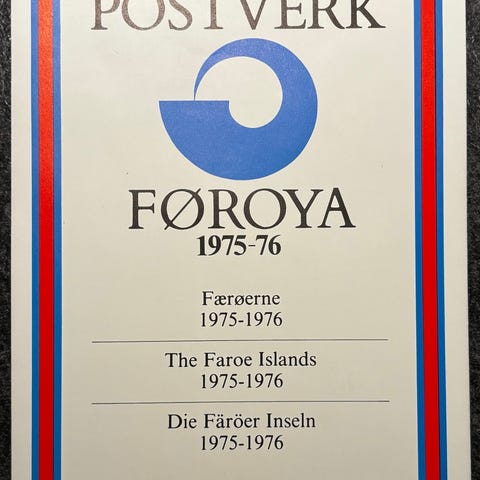 POSTVERK
FØROYA
1975-76
Færøerne
1975-1976
The Faroe Islands
1975-1976
Die Färöer Inseln
1975-1976